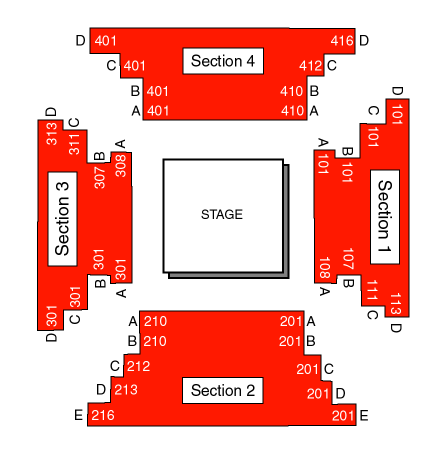 D 401 416 D
Section 4
C 401 412 C
B 401 410 B
A 401 410 A
D 313
C 311
B 307
A 308
Section 3
D 301
C 301
B 301
A 301
STAGE
A 101
B 101
C 101
D 101
Section 1
A 108
B 107
C 111
D 113
A 210 201 A
B 210 201 B
C 212 201 C
D 213 201 D
Section 2
E 216 201 E